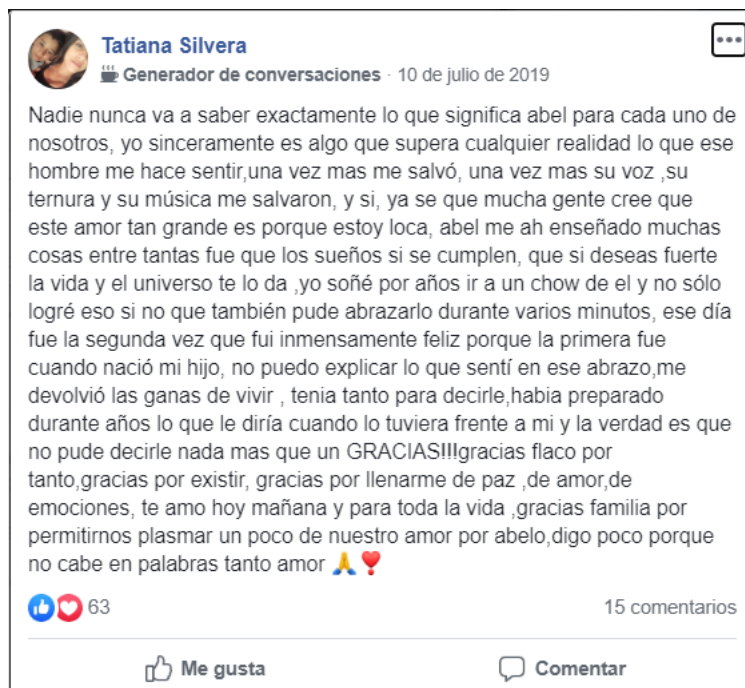 Tatiana Silvera
Generador de conversaciones · 10 de julio de 2019
Nadie nunca va a saber exactamente lo que significa abel para cada uno de
nosotros, yo sinceramente es algo que supera cualquier realidad lo que ese
hombre me hace sentir,una vez mas me salvó, una vez mas su voz ,su
ternura y su música me salvaron, y si, ya se que mucha gente cree que
este amor tan grande es porque estoy loca, abel me ah enseñado muchas
cosas entre tantas fue que los sueños si se cumplen, que si deseas fuerte
la vida y el universo te lo da ,yo soñé por años ir a un chow de el y no sólo
logré eso si no que también pude abrazarlo durante varios minutos, ese día
fue la segunda vez que fui inmensamente feliz porque la primera fue
cuando nació mi hijo, no puedo explicar lo que sentí en ese abrazo,me
devolvió las ganas de vivir , tenia tanto para decirle,habia preparado
durante años lo que le diría cuando lo tuviera frente a mi y la verdad es que
no pude decirle nada mas que un GRACIAS!!!gracias flaco por
tanto,gracias por existir, gracias por llenarme de paz ,de amor,de
emociones, te amo hoy mañana y para toda la vida ,gracias familia por
permitirnos plasmar un poco de nuestro amor por abelo,digo poco porque
no cabe en palabras tanto amor 🙏❣️
63 15 comentarios
Me gusta Comentar